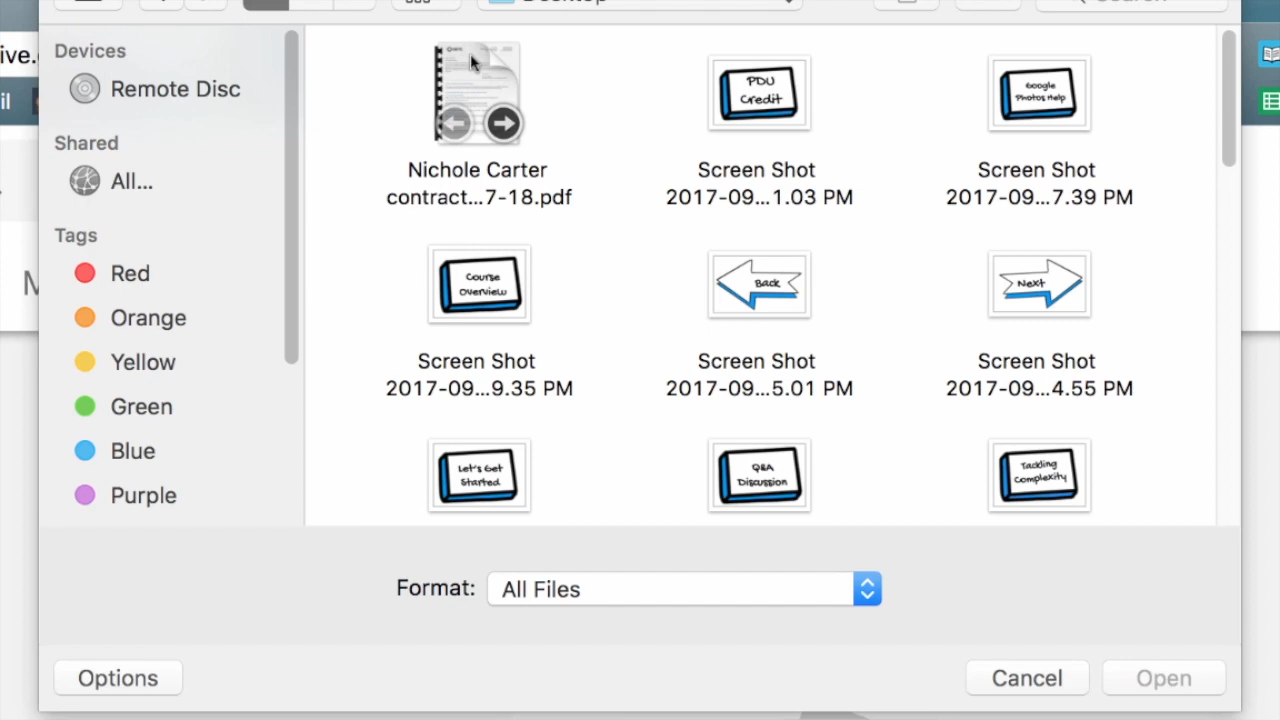 Devices
Remote Disc
Shared
All...
Tags
Red
Orange
Yellow
Green
Blue
Purple
PDU
Credit
Google
Photos Help
Nichole Carter
contract...7-18.pdf
Screen Shot
2017-09...1.03 PM
Screen Shot
2017-09...7.39 PM
Course
Overview
Back
Next
Screen Shot
2017-09...9.35 PM
Screen Shot
2017-09...5.01 PM
Screen Shot
2017-09...4.55 PM
Let's Get
Started
Q&A
Discussion
Tackling
Complexity
Format:
All Files
Options
Cancel
Open